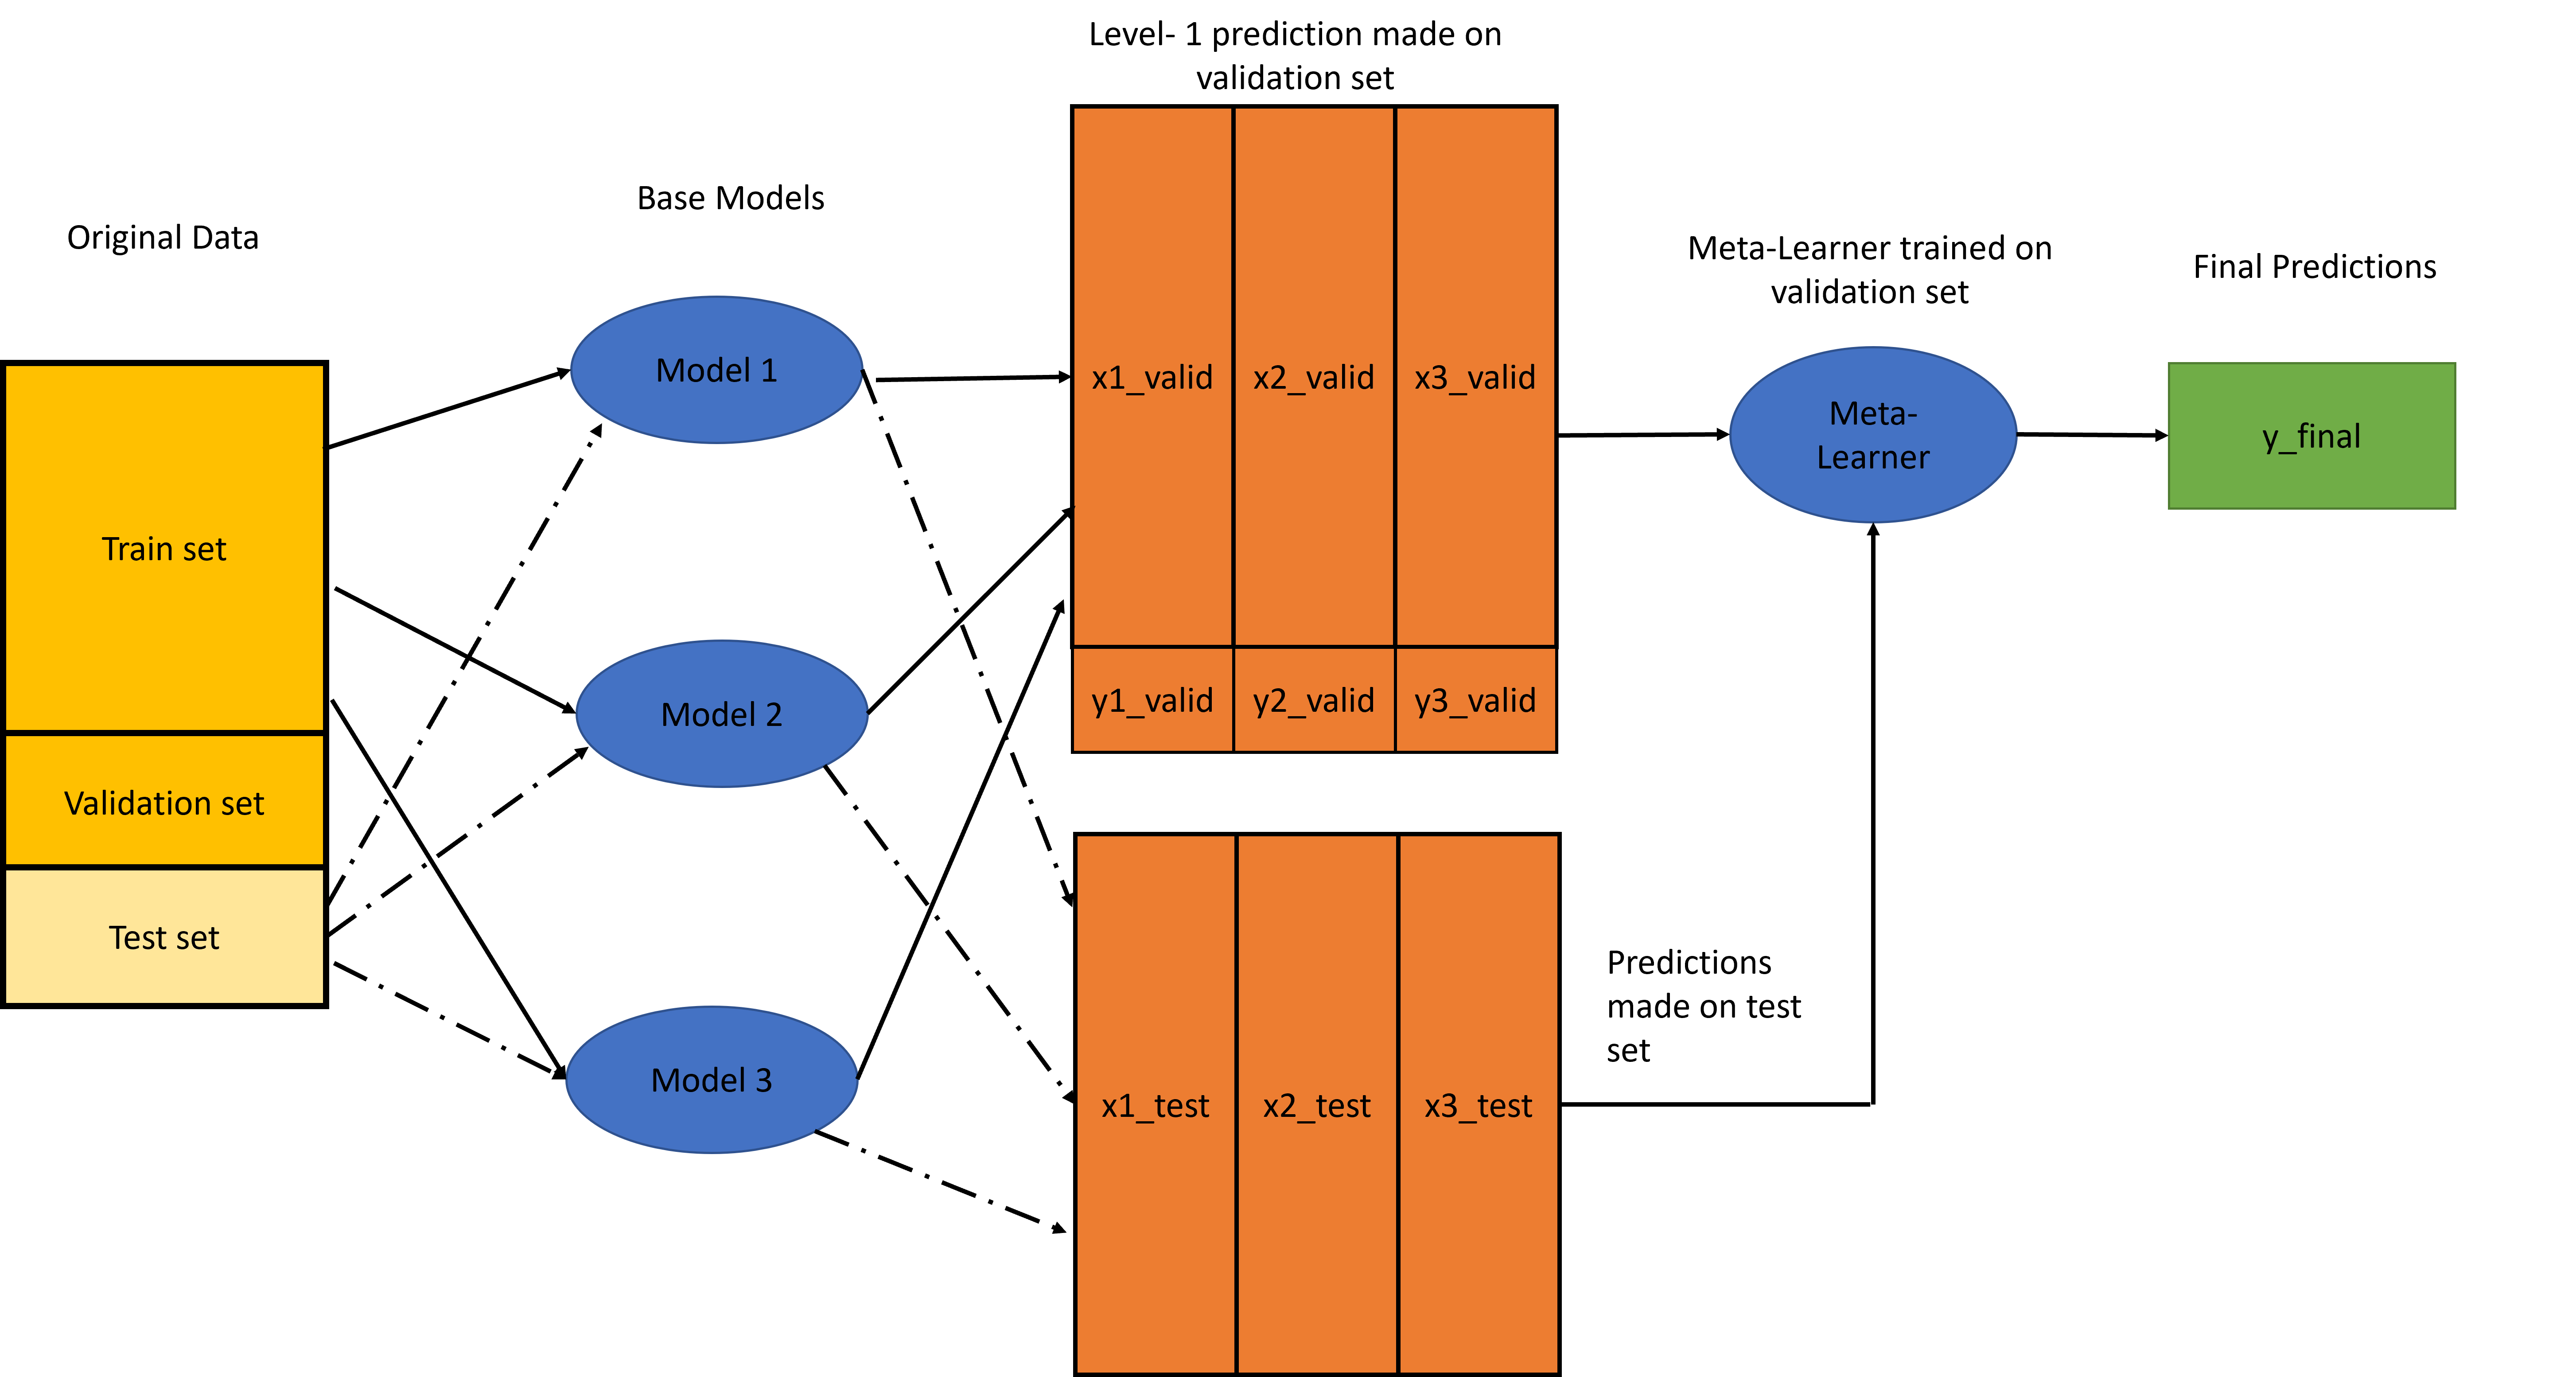 Level- 1 prediction made on
validation set
Base Models
Original Data
Meta-Learner trained on
validation set
Final Predictions
Train set
Validation set
Test set
Model 1
Model 2
Model 3
x1_valid
x2_valid
x3_valid
y1_valid
y2_valid
y3_valid
x1_test
x2_test
x3_test
Predictions
made on test
set
Meta-
Learner
y_final